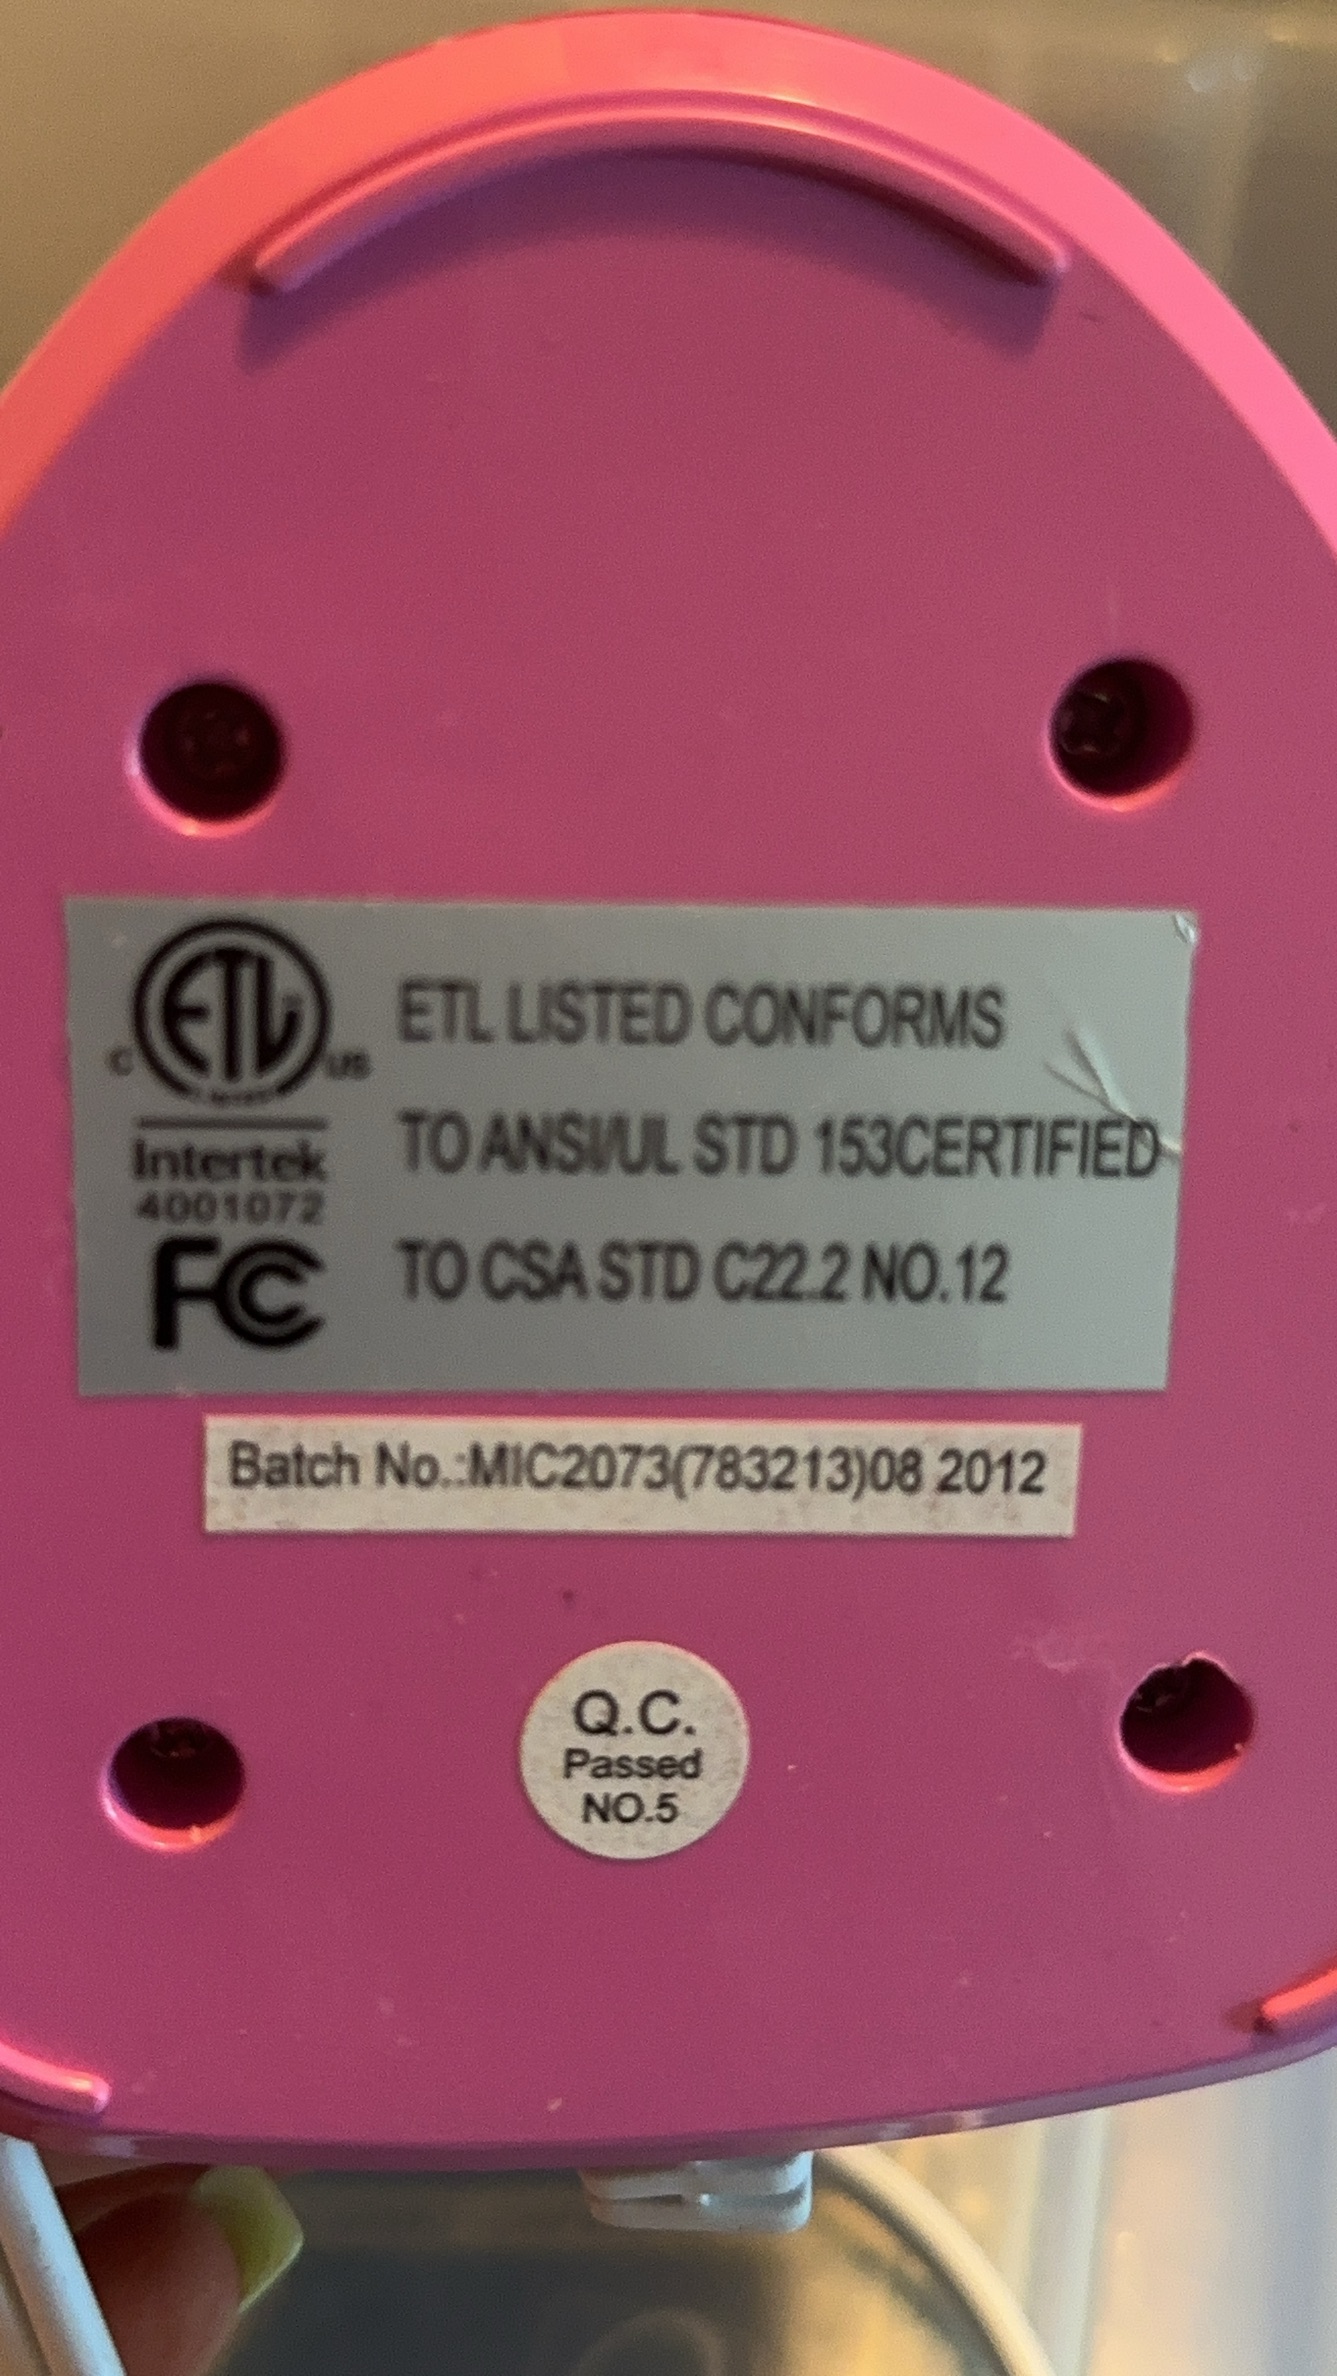 ETL
C US
Intertek
4001072
FC
ETL LISTED CONFORMS
TO ANSI/UL STD 153CERTIFIED
TO CSA STD C22.2 NO.12
Batch No.:MIC2073(783213)08 2012
Q.C.
Passed
NO.5